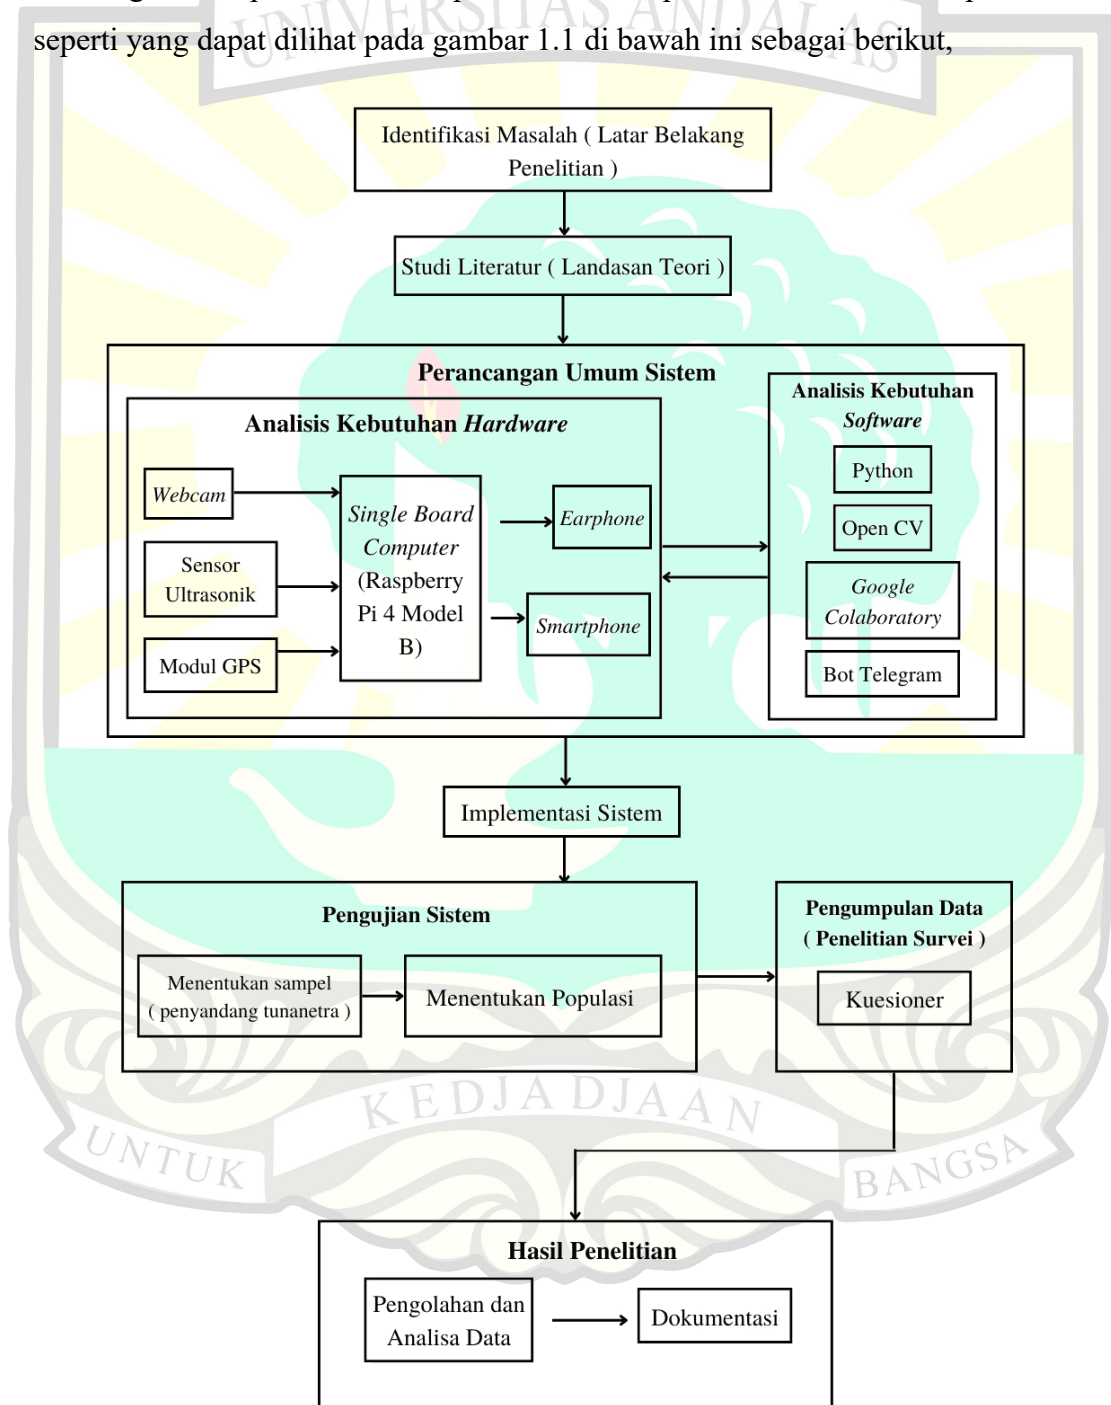 UNIVERSITAS ANDALAS
seperti yang dapat dilihat pada gambar 1.1 di bawah ini sebagai berikut,
Identifikasi Masalah ( Latar Belakang
Penelitian )
Studi Literatur ( Landasan Teori )
Perancangan Umum Sistem
Analisis Kebutuhan Hardware
Webcam
Sensor
Ultrasonik
Modul GPS
Single Board
Computer
(Raspberry
Pi 4 Model
B)
Earphone
Smartphone
Analisis Kebutuhan
Software
Python
Open CV
Google
Colaboratory
Bot Telegram
Implementasi Sistem
Pengujian Sistem
Menentukan sampel
( penyandang tunanetra )
Menentukan Populasi
Pengumpulan Data
( Penelitian Survei )
Kuesioner
UNTUK
KEDJADJAAN
BANGSA
Hasil Penelitian
Pengolahan dan
Analisa Data
Dokumentasi